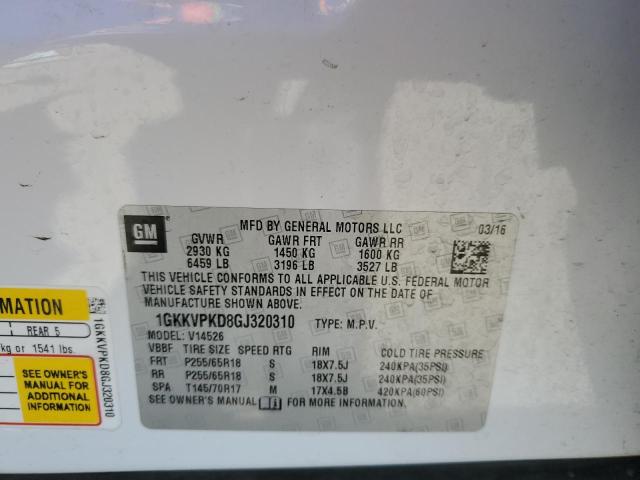 GM
MFD BY GENERAL MOTORS LLC
03/16
GVWR GAWR FRT GAWR RR
2930 KG 1450 KG 1600 KG
6459 LB 3196 LB 3527 LB
THIS VEHICLE CONFORMS TO ALL APPLICABLE U.S. FEDERAL MOTOR
VEHICLE SAFETY STANDARDS IN EFFECT ON THE DATE OF
MANUFACTURE SHOWN ABOVE.
1GKKVPKD8GJ320310 TYPE: M.P.V.
MODEL: V14526
VBBF TIRE SIZE SPEED RTG RIM COLD TIRE PRESSURE
FRT P255/65R18 S 18X7.5J 240KPA(35PSI)
RR P255/65R18 S 18X7.5J 240KPA(35PSI)
SPA T145/70R17 M 17X4.5B 420KPA(60PSI)
SEE OWNER'S MANUAL FOR MORE INFORMATION
MATION
REAR 5
kg or 1541 lbs.
SEE OWNER'S
MANUAL FOR
ADDITIONAL
INFORMATION
1GKKVPKD8GJ320310